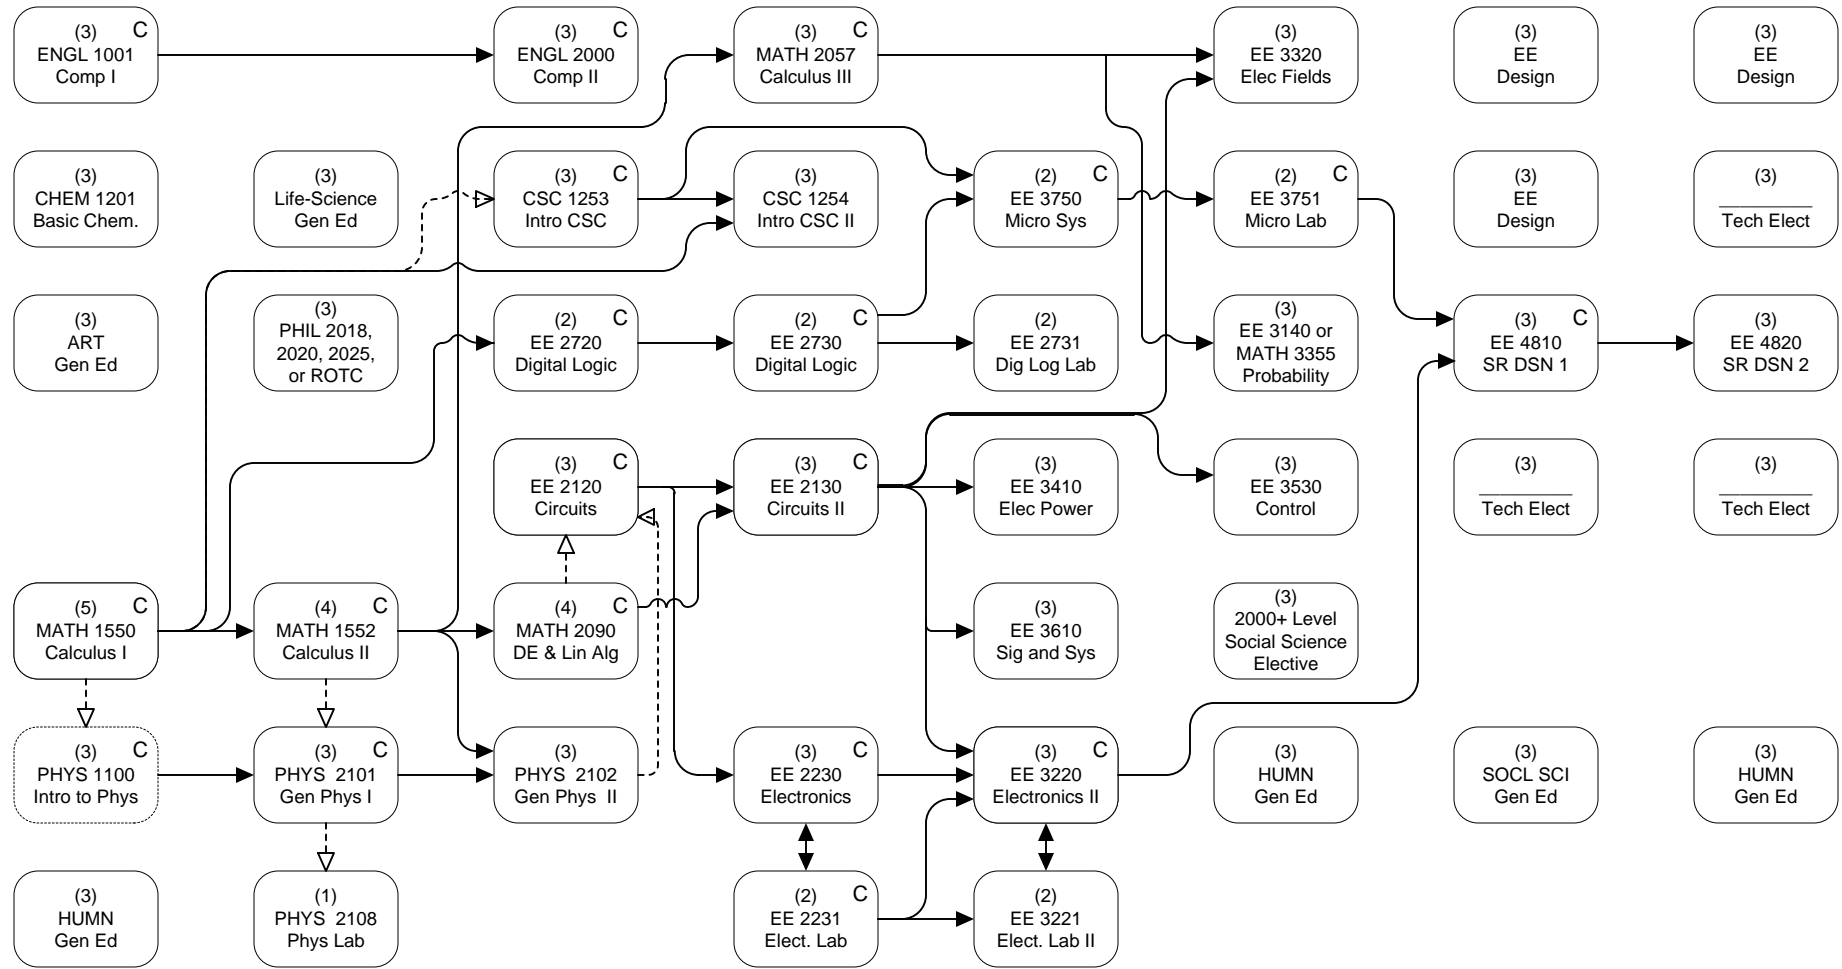 (3) C
ENGL 1001
Comp I
(3) C
ENGL 2000
Comp II
(3) C
MATH 2057
Calculus III
(3)
EE 3320
Elec Fields
(3)
EE
Design
(3)
EE
Design
(3)
CHEM 1201
Basic Chem.
(3)
Life-Science
Gen Ed
(3) C
CSC 1253
Intro CSC
(3)
CSC 1254
Intro CSC II
(2) C
EE 3750
Micro Sys
(2) C
EE 3751
Micro Lab
(3)
EE
Design
(3)
Tech Elect
(3)
ART
Gen Ed
(3)
PHIL 2018,
2020, 2025,
or ROTC
(2) C
EE 2720
Digital Logic
(2) C
EE 2730
Digital Logic
(2)
EE 2731
Dig Log Lab
(3)
EE 3140 or
MATH 3355
Probability
(3) C
EE 4810
SR DSN 1
(3)
EE 4820
SR DSN 2
(3) C
EE 2120
Circuits
(3) C
EE 2130
Circuits II
(3)
EE 3410
Elec Power
(3)
EE 3530
Control
(3)
Tech Elect
(3)
Tech Elect
(5) C
MATH 1550
Calculus I
(4) C
MATH 1552
Calculus II
(4) C
MATH 2090
DE & Lin Alg
(3)
EE 3610
Sig and Sys
(3)
2000+ Level
Social Science
Elective
(3) C
PHYS 1100
Intro to Phys
(3) C
PHYS 2101
Gen Phys I
(3)
PHYS 2102
Gen Phys II
(3) C
EE 2230
Electronics
(3) C
EE 3220
Electronics II
(3)
HUMN
Gen Ed
(3)
SOCL SCI
Gen Ed
(3)
HUMN
Gen Ed
(3)
HUMN
Gen Ed
(1)
PHYS 2108
Phys Lab
(2) C
EE 2231
Elect. Lab
(2)
EE 3221
Elect. Lab II